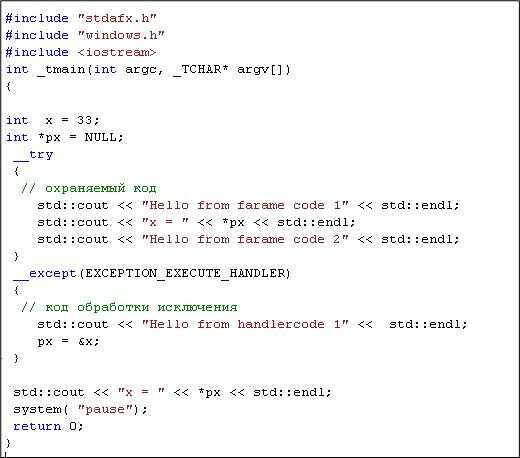 #include "stdafx.h"
#include "windows.h"
#include <iostream>
int _tmain(int argc, _TCHAR* argv[])
{
int  x = 33;
int *px = NULL;
__try
{
// охраняемый код
std::cout << "Hello from farame code 1" << std::endl;
std::cout << "x = " << *px << std::endl;
std::cout << "Hello from farame code 2" << std::endl;
}
__except(EXCEPTION_EXECUTE_HANDLER)
{
// код обработки исключения
std::cout << "Hello from handlercode 1" <<  std::endl;
px = &x;
}
std::cout << "x = " << *px << std::endl;
system( "pause");
return 0;
}